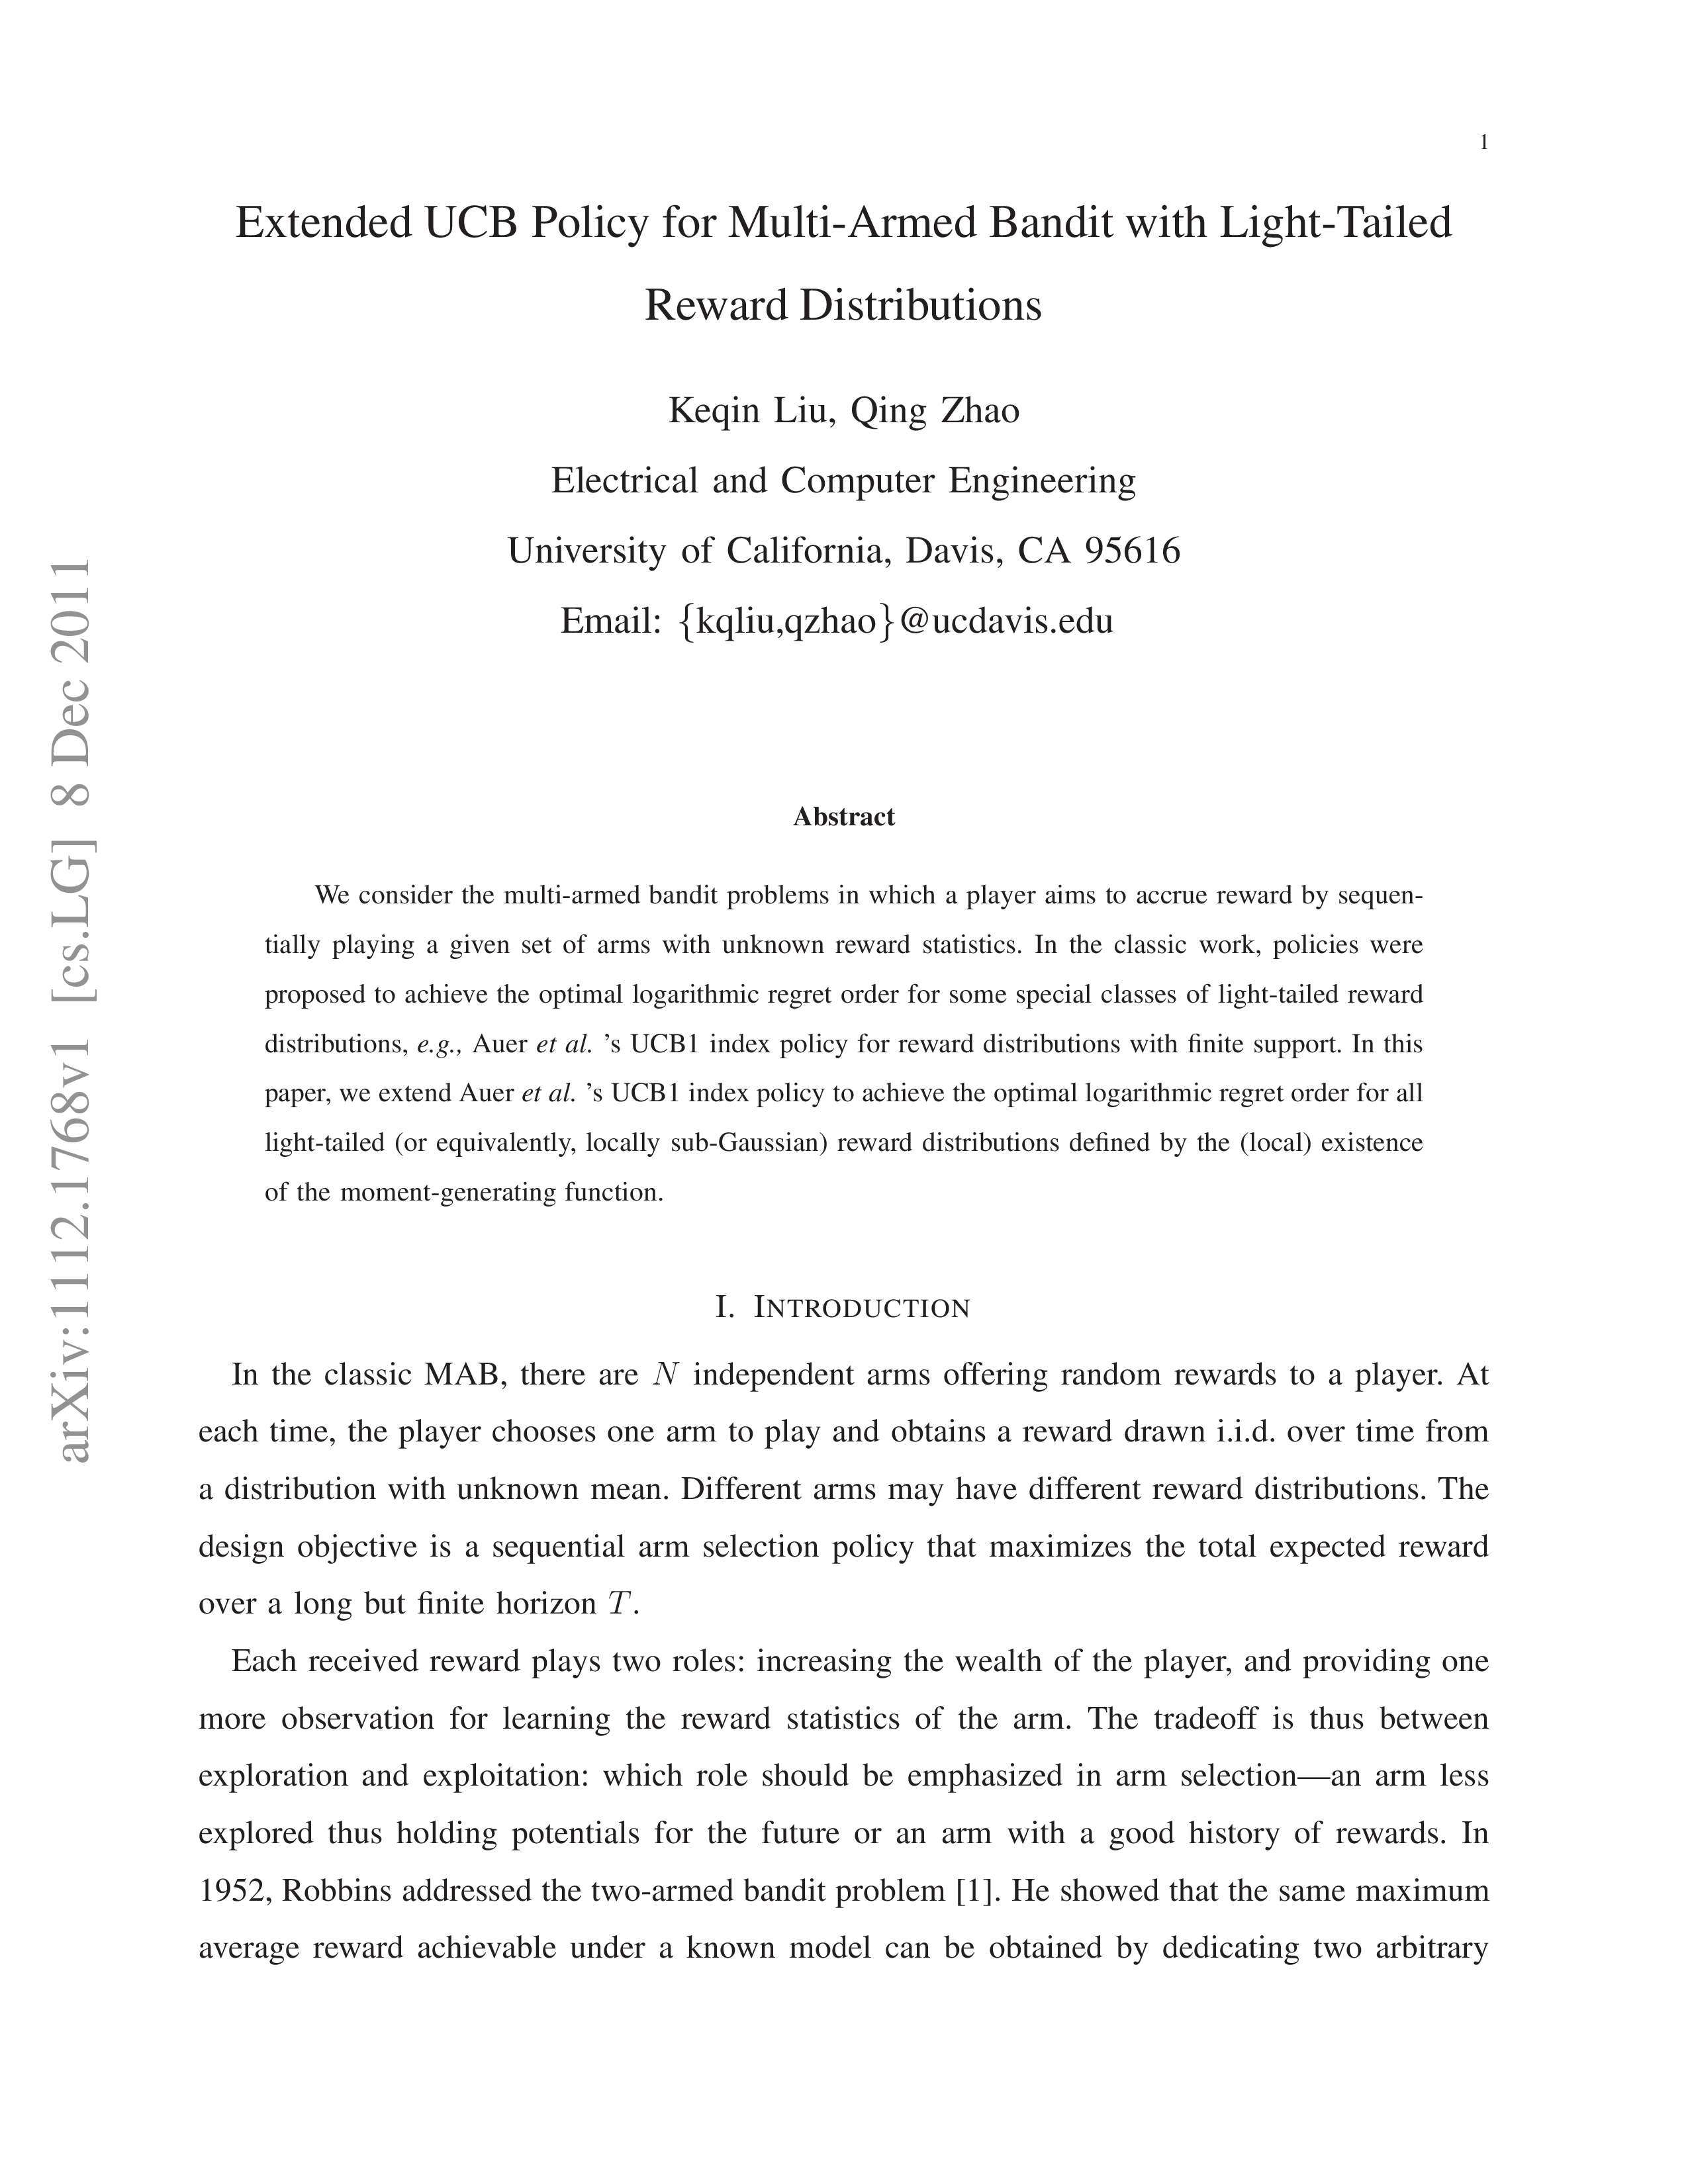 1
Extended UCB Policy for Multi-Armed Bandit with Light-Tailed
Reward Distributions
Keqin Liu, Qing Zhao
Electrical and Computer Engineering
University of California, Davis, CA 95616
Email: {kqliu,qzhao}@ucdavis.edu
arXiv:1112.1768v1 [cs.LG] 8 Dec 2011
Abstract
We consider the multi-armed bandit problems in which a player aims to accrue reward by sequen-
tially playing a given set of arms with unknown reward statistics. In the classic work, policies were
proposed to achieve the optimal logarithmic regret order for some special classes of light-tailed reward
distributions, e.g., Auer et al. 's UCB1 index policy for reward distributions with finite support. In this
paper, we extend Auer et al. 's UCB1 index policy to achieve the optimal logarithmic regret order for all
light-tailed (or equivalently, locally sub-Gaussian) reward distributions defined by the (local) existence
of the moment-generating function.
I. INTRODUCTION
In the classic MAB, there are N independent arms offering random rewards to a player. At
each time, the player chooses one arm to play and obtains a reward drawn i.i.d. over time from
a distribution with unknown mean. Different arms may have different reward distributions. The
design objective is a sequential arm selection policy that maximizes the total expected reward
over a long but finite horizon T.
Each received reward plays two roles: increasing the wealth of the player, and providing one
more observation for learning the reward statistics of the arm. The tradeoff is thus between
exploration and exploitation: which role should be emphasized in arm selection—an arm less
explored thus holding potentials for the future or an arm with a good history of rewards. In
1952, Robbins addressed the two-armed bandit problem [1]. He showed that the same maximum
average reward achievable under a known model can be obtained by dedicating two arbitrary